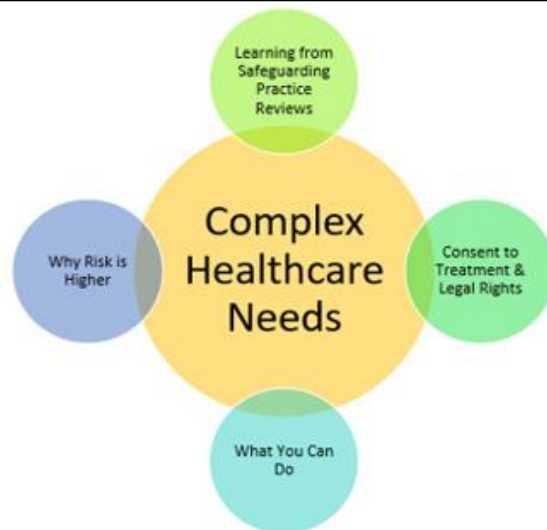 Learning from
Safeguarding
Practice
Reviews
Complex
Healthcare
Needs
Why Risk is
Higher
Consent to
Treatment &
Legal Rights
What You Can
Do